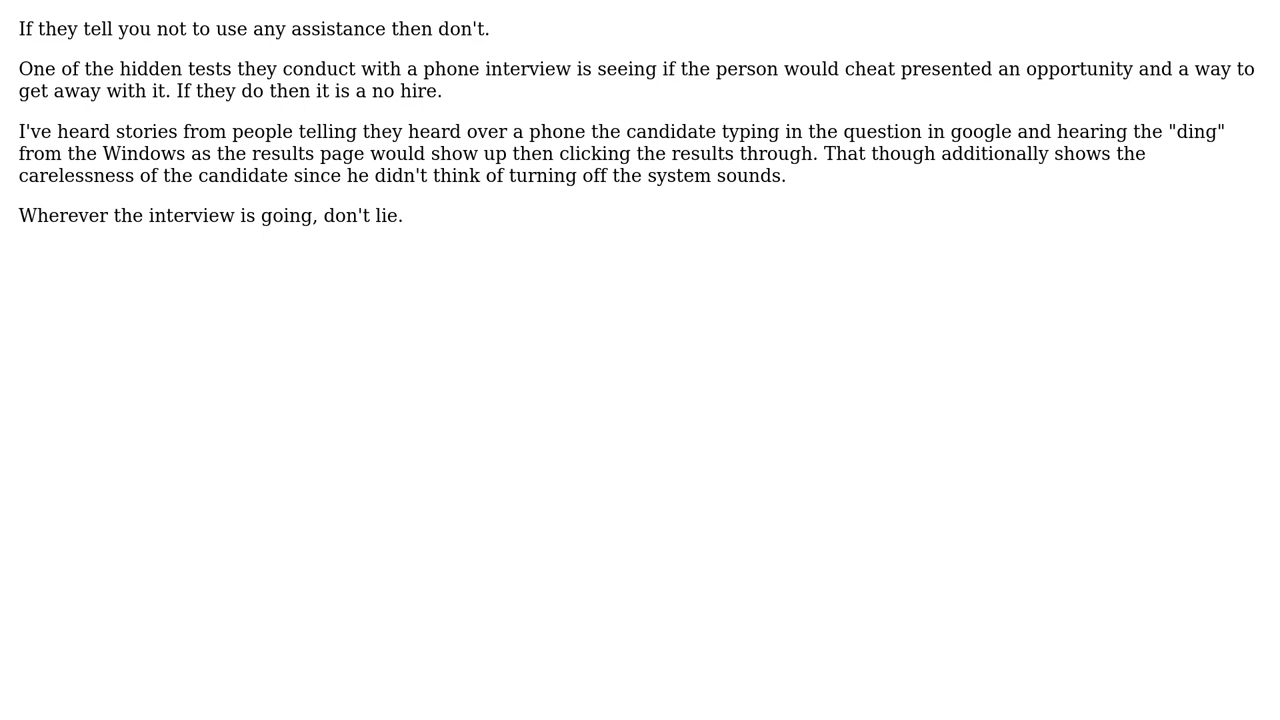 If they tell you not to use any assistance then don't.
One of the hidden tests they conduct with a phone interview is seeing if the person would cheat presented an opportunity and a way to
get away with it. If they do then it is a no hire.
I've heard stories from people telling they heard over a phone the candidate typing in the question in google and hearing the "ding"
from the Windows as the results page would show up then clicking the results through. That though additionally shows the
carelessness of the candidate since he didn't think of turning off the system sounds.
Wherever the interview is going, don't lie.